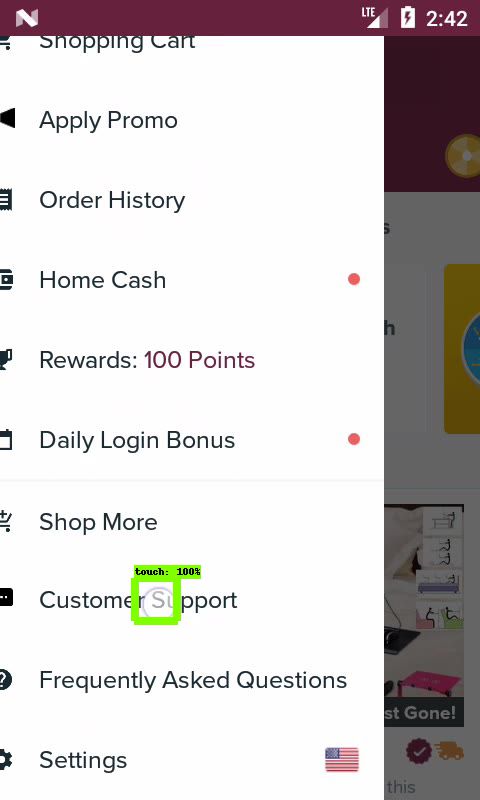 LTE 2:42
Shopping Cart
Apply Promo
Order History
s
Home Cash
h
Rewards: 100 Points
Daily Login Bonus
Shop More
touch: 100%
Customer Support
Frequently Asked Questions
st Gone!
Settings
this